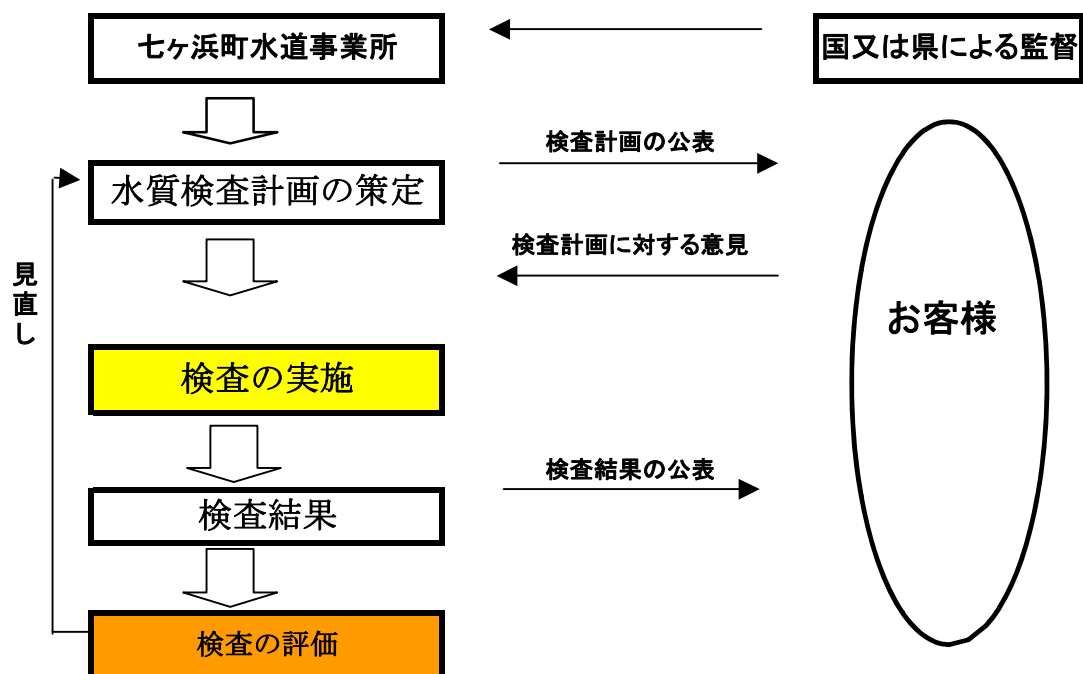 七ヶ浜町水道事業所
国又は県による監督
検査計画の公表
水質検査計画の策定
検査計画に対する意見
見直し
お客様
検査の実施
検査結果の公表
検査結果
検査の評価